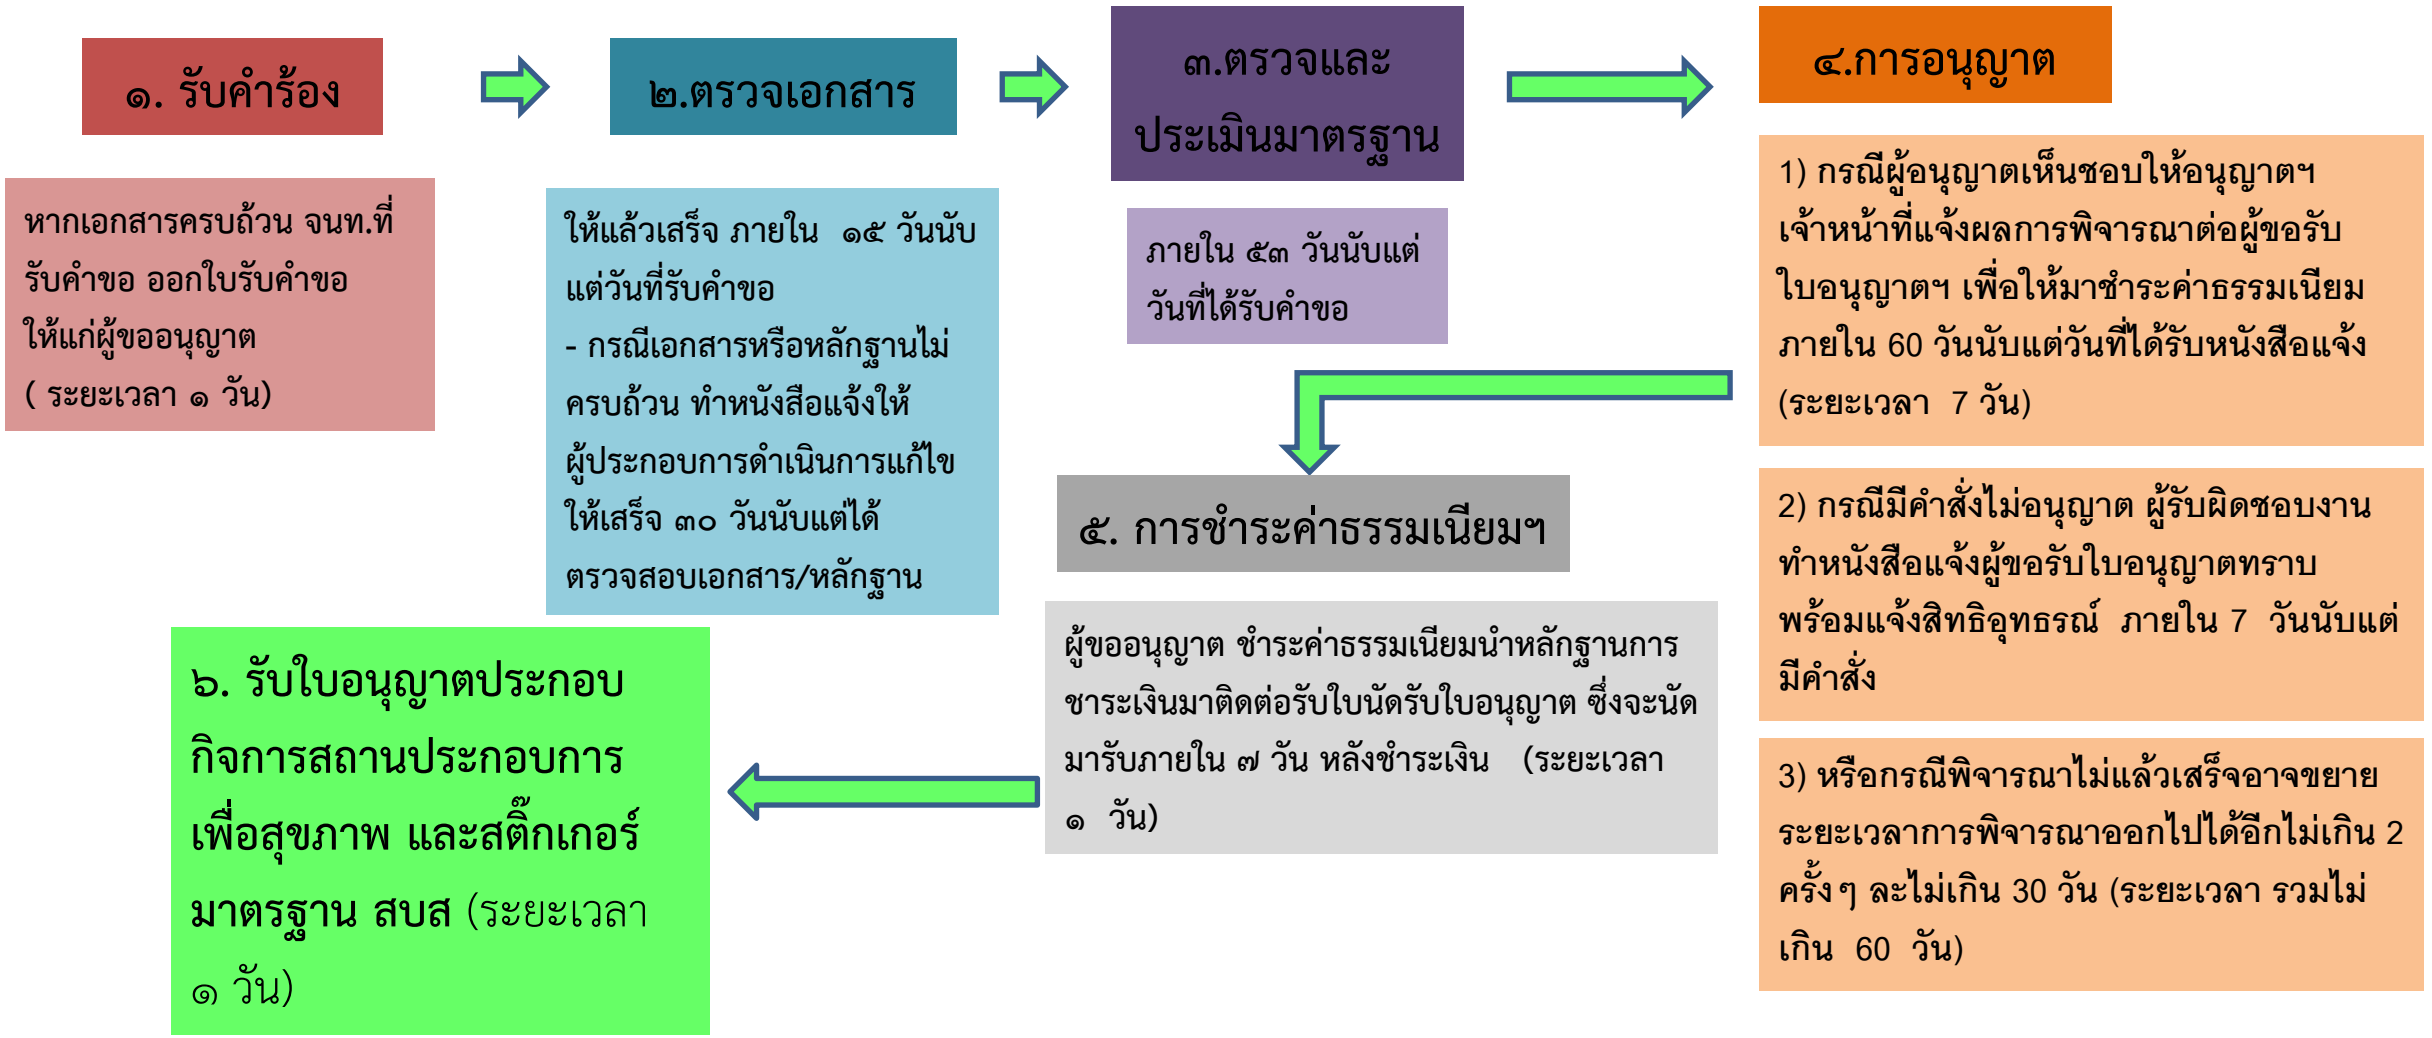 ๑. รับคำร้อง
หากเอกสารครบถ้วน จนท.ที่
รับคำขอ ออกใบรับคำขอ
ให้แก่ผู้ขออนุญาต
( ระยะเวลา ๑ วัน)
๒.ตรวจเอกสาร
ให้แล้วเสร็จ ภายใน ๑๕ วันนับ
แต่วันที่รับคำขอ
- กรณีเอกสารหรือหลักฐานไม่
ครบถ้วน ทำหนังสือแจ้งให้
ผู้ประกอบการดำเนินการแก้ไข
ให้เสร็จ ๓๐ วันนับแต่ได้
ตรวจสอบเอกสาร/หลักฐาน
๓.ตรวจและ
ประเมินมาตรฐาน
ภายใน ๕๓ วันนับแต่
วันที่ได้รับคำขอ
๔.การอนุญาต
1) กรณีผู้อนุญาตเห็นชอบให้อนุญาตฯ
เจ้าหน้าที่แจ้งผลการพิจารณาต่อผู้ขอรับ
ใบอนุญาตฯ เพื่อให้มาชำระค่าธรรมเนียม
ภายใน 60 วันนับแต่วันที่ได้รับหนังสือแจ้ง
(ระยะเวลา 7 วัน)
2) กรณีมีคำสั่งไม่อนุญาต ผู้รับผิดชอบงาน
ทำหนังสือแจ้งผู้ขอรับใบอนุญาตทราบ
พร้อมแจ้งสิทธิอุทธรณ์ ภายใน 7 วันนับแต่
มีคำสั่ง
3) หรือกรณีพิจารณาไม่แล้วเสร็จอาจขยาย
ระยะเวลาการพิจารณาออกไปได้อีกไม่เกิน 2
ครั้งๆ ละไม่เกิน 30 วัน (ระยะเวลา รวมไม่
เกิน 60 วัน)
๕. การชำระค่าธรรมเนียมฯ
ผู้ขออนุญาต ชำระค่าธรรมเนียมนำหลักฐานการ
ชาระเงินมาติดต่อรับใบนัดรับใบอนุญาต ซึ่งจะนัด
มารับภายใน ๗ วัน หลังชำระเงิน (ระยะเวลา
๑ วัน)
๖. รับใบอนุญาตประกอบ
กิจการสถานประกอบการ
เพื่อสุขภาพ และสติ๊กเกอร์
มาตรฐาน สบส (ระยะเวลา
๑ วัน)